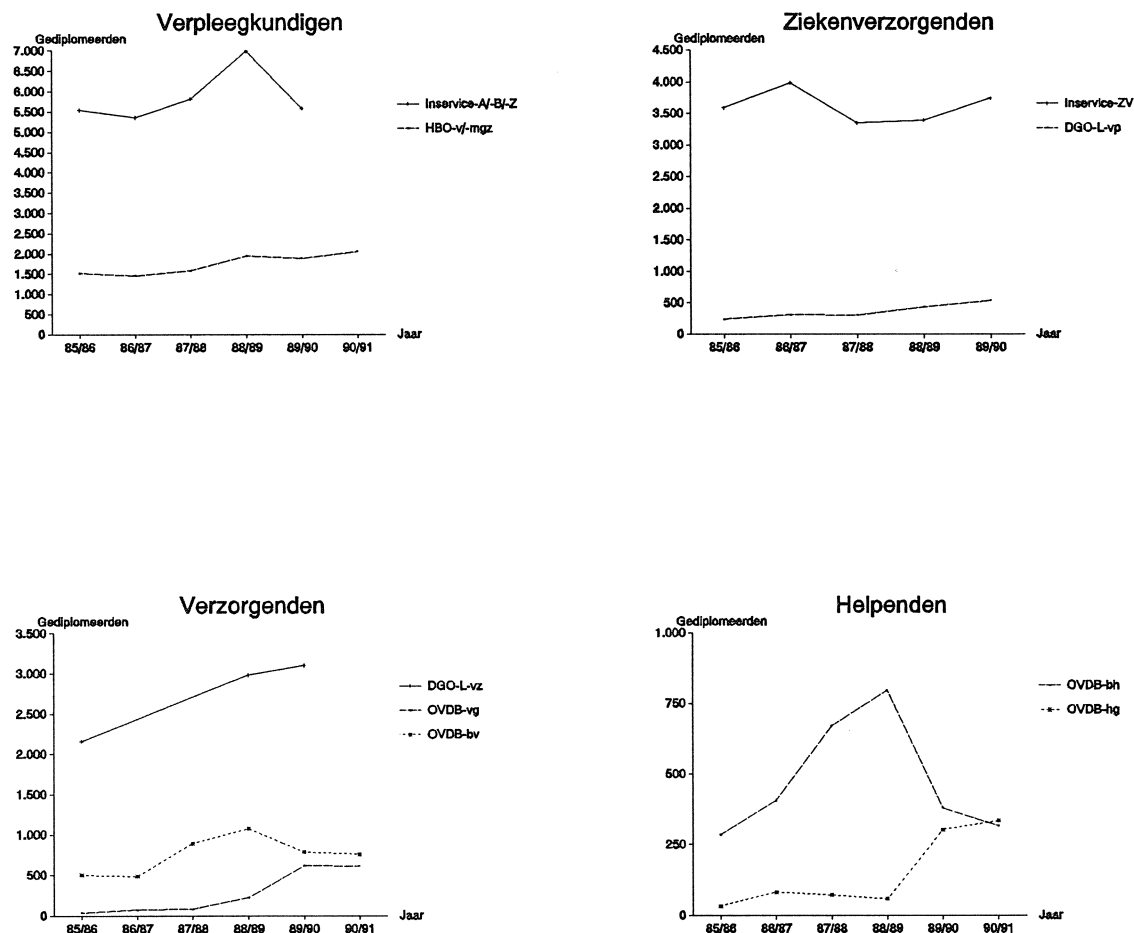 Verpleegkundigen
Gediplomeerden
7.000
6.500
6.000
5.500
5.000
4.500
4.000
3.500
3.000
2.500
2.000
1.500
1.000
500
0
85/86 86/87 87/88 88/89 89/90 90/91
Jaar
Inservice-A/-B/-Z
HBO-v/-mgz
Ziekenverzorgenden
Gediplomeerden
4.500
4.000
3.500
3.000
2.500
2.000
1.500
1.000
500
0
85/86 86/87 87/88 88/89 89/90
Jaar
Inservice-ZV
DGO-L-vp
Verzorgenden
Gediplomeerden
3.500
3.000
2.500
2.000
1.500
1.000
500
0
85/86 86/87 87/88 88/89 89/90 90/91
Jaar
DGO-L-vz
OVDB-vg
OVDB-bv
Helpenden
Gediplomeerden
1.000
750
500
250
0
85/86 86/87 87/88 88/89 89/90 90/91
Jaar
OVDB-bh
OVDB-hg